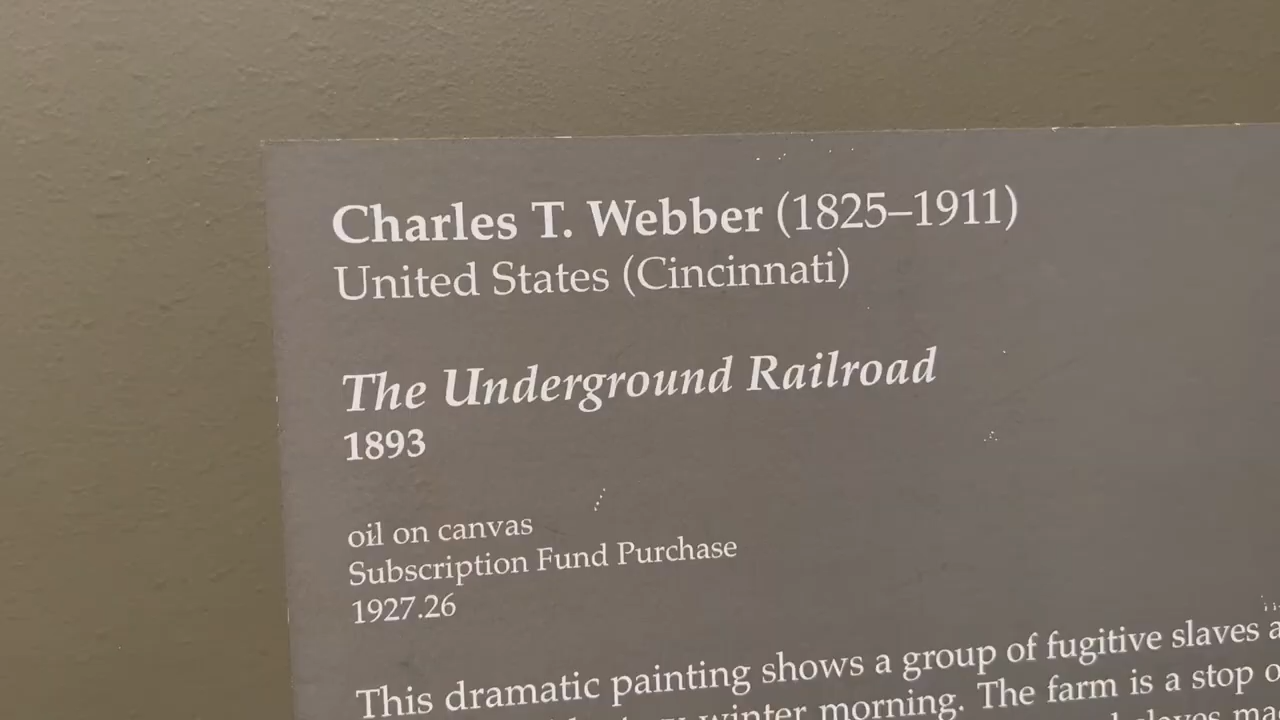 Charles T. Webber (1825–1911)
United States (Cincinnati)
The Underground Railroad
1893
oil on canvas
Subscription Fund Purchase
1927.26
This dramatic painting shows a group of fugitive slaves
winter morning. The farm is a stop